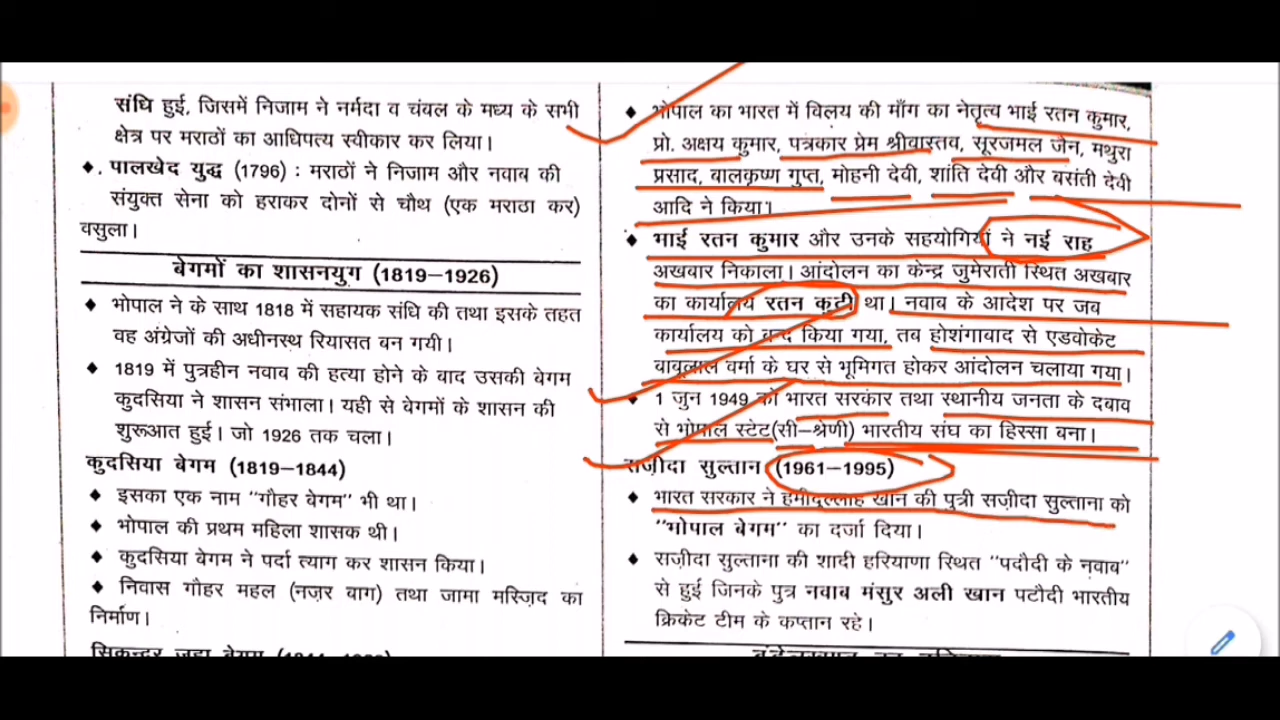 संधि हुई, जिसमें निजाम ने नर्मदा व चंवल के मध्य के सभी
क्षेत्र पर मराठों का आधिपत्य स्वीकार कर लिया।
♦. पालखेद युद्ध (1796) : मराठों ने निजाम और नवाब की
संयुक्त सेना को हराकर दोनों से चौथ (एक मराठा कर)
वसुला।
बेगमों का शासनयुग (1819–1926)
♦ भोपाल ने के साथ 1818 में सहायक संधि की तथा इसके तहत
वह अंग्रेजों की अधीनस्थ रियासत बन गयी।
♦ 1819 में पुत्रहीन नवाब की हत्या होने के बाद उसकी बेगम
कुदसिया ने शासन संभाला। यही से बेगमों के शासन की
शुरूआत हुई। जो 1926 तक चला।
कुदसिया बेगम (1819–1844)
♦ इसका एक नाम "गौहर बेगम" भी था।
♦ भोपाल की प्रथम महिला शासक थी।
♦ कुदसिया बेगम ने पर्दा त्याग कर शासन किया।
♦ निवास गौहर महल (नज़र वाग) तथा जामा मस्ज़िद का
निर्माण।
सिकन्दर जहा बेगम
♦ भोपाल का भारत में विलय की माँग का नेतृत्व भाई रतन कुमार,
प्रो. अक्षय कुमार, पत्रकार प्रेम श्रीवास्तव, सूरजमल जैन, मथुरा
प्रसाद, बालकृष्ण गुप्त, मोहनी देवी, शांति देवी और बसंती देवी
आदि ने किया।
♦ भाई रतन कुमार और उनके सहयोगियों ने नई राह
अखबार निकाला। आंदोलन का केन्द्र जुमेराती स्थित अखबार
का कार्यालय रतन कुटी था। नवाब के आदेश पर जब
कार्यालय को बन्द किया गया, तब होशंगाबाद से एडवोकेट
बाबूलाल वर्मा के घर से भूमिगत होकर आंदोलन चलाया गया।
♦ 1 जुन 1949 को भारत सरकार तथा स्थानीय जनता के दबाव
से भोपाल स्टेट(सी–श्रेणी) भारतीय संघ का हिस्सा बना।
सज़ीदा सुल्तान (1961–1995)
♦ भारत सरकार ने हमीदुल्लाह खान की पुत्री सज़ीदा सुल्ताना को
"भोपाल बेगम" का दर्जा दिया।
♦ राज़ीदा सुल्ताना की शादी हरियाणा स्थित "पदौदी के नवाब"
से हुई जिनके पुत्र नवाब मंसुर अली खान पटौदी भारतीय
क्रिकेट टीम के कप्तान रहे।